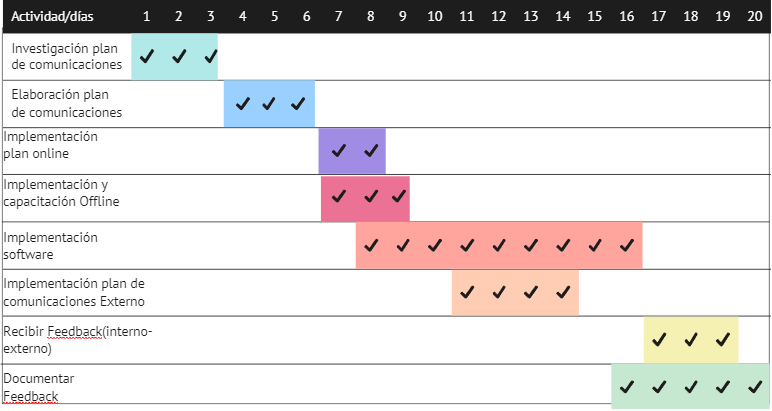 Actividad/días 1 2 3 4 5 6 7 8 9 10 11 12 13 14 15 16 17 18 19 20
Investigación plan
de comunicaciones
Elaboración plan
de comunicaciones
Implementación
plan online
Implementación y
capacitación Offline
Implementación
software
Implementación plan de
comunicaciones Externo
Recibir Feedback(interno-
externo)
Documentar
Feedback